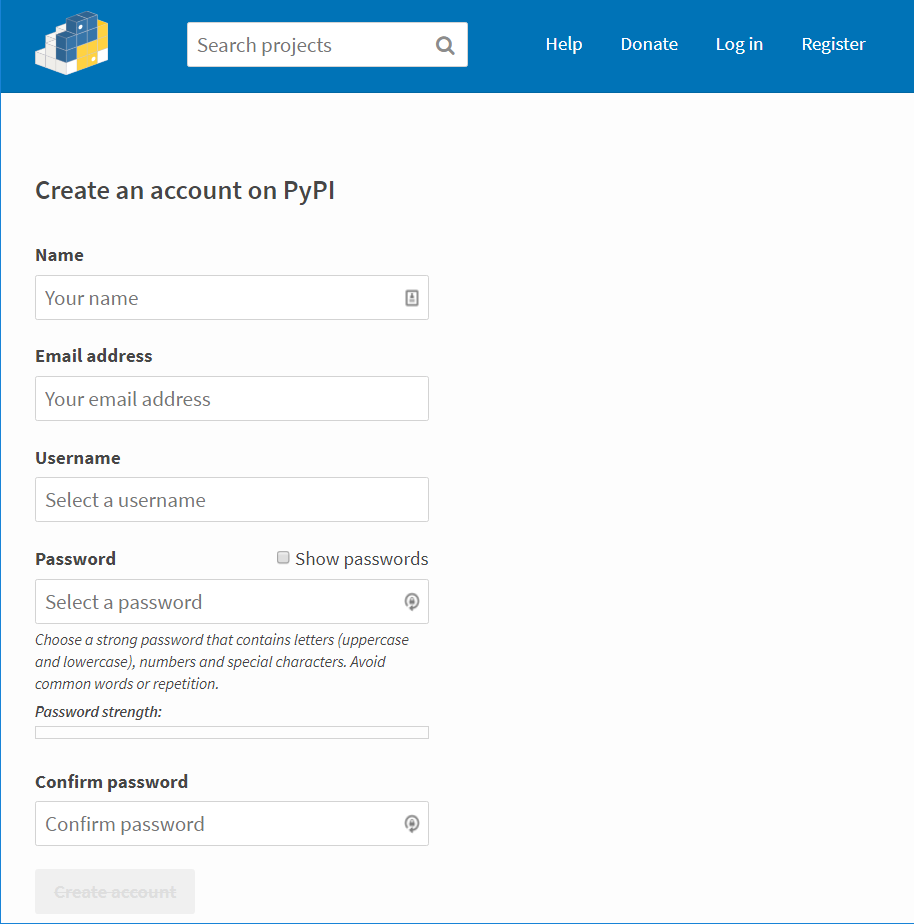 Search projects
Help
Donate
Log in
Register
Create an account on PyPI
Name
Your name
Email address
Your email address
Username
Select a username
Password
Show passwords
Select a password
Choose a strong password that contains letters (uppercase
and lowercase), numbers and special characters. Avoid
common words or repetition.
Password strength:
Confirm password
Confirm password
Create account